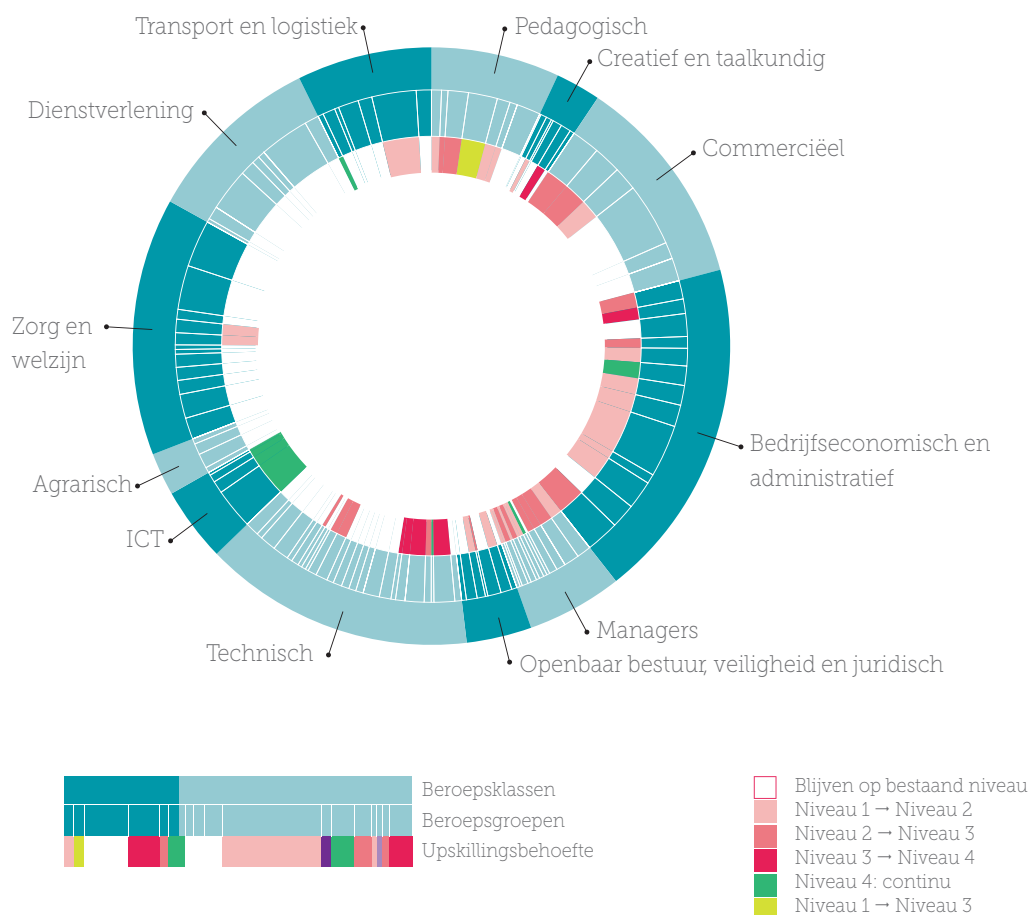 Transport en logistiek
Pedagogisch
Creatief en taalkundig
Dienstverlening
Commerciëel
Zorg en
welzijn
Bedrijfseconomisch en
administratief
Agrarisch
ICT
Managers
Technisch
Openbaar bestuur, veiligheid en juridisch
Beroepsklassen
Beroepsgroepen
Upskillingsbehoefte
Blijven op bestaand niveau
Niveau 1 → Niveau 2
Niveau 2 → Niveau 3
Niveau 3 → Niveau 4
Niveau 4: continu
Niveau 1 → Niveau 3